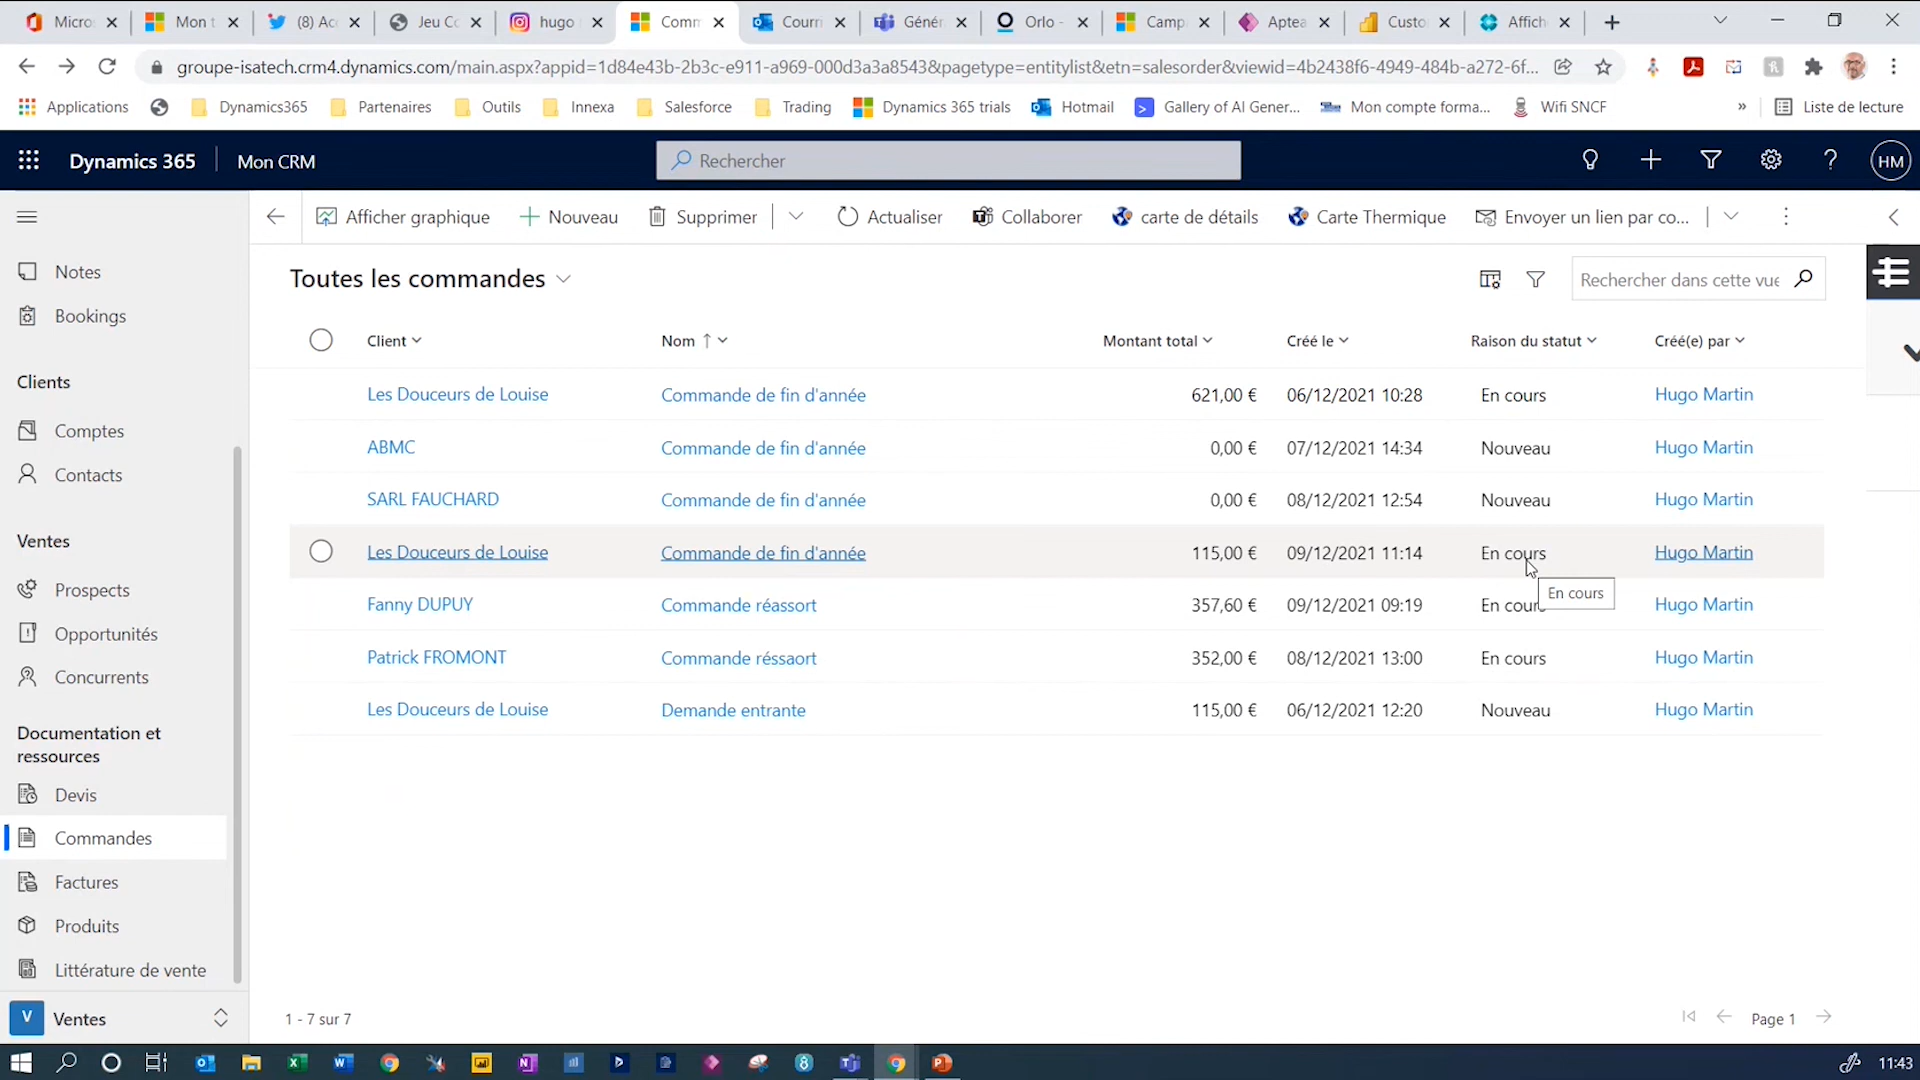 Micros
Mon t
(8) Acc
Jeu Co
hugo
Comm
Courri
Génér
Orlo -
Camp
Aptea
Custo
Affich
groupe-isatech.crm4.dynamics.com/main.aspx?appid=1d84e43b-2b3c-e911-a969-000d3a3a8543&pagetype=entitylist&etn=salesorder&viewid=4b2438f6-4949-484b-a272-6f...
Applications
Dynamics365
Partenaires
Outils
Innexa
Salesforce
Trading
Dynamics 365 trials
Hotmail
Gallery of AI Gener...
Mon compte forma...
Wifi SNCF
»
Liste de lecture
Dynamics 365
Mon CRM
Rechercher
HM
Afficher graphique
Nouveau
Supprimer
Actualiser
Collaborer
carte de détails
Carte Thermique
Envoyer un lien par co...
Notes
Bookings
Clients
Comptes
Contacts
Ventes
Prospects
Opportunités
Concurrents
Documentation et
ressources
Devis
Commandes
Factures
Produits
Littérature de vente
V Ventes
Toutes les commandes
Rechercher dans cette vue
Client Nom ↑ Montant total Créé le Raison du statut Créé(e) par
Les Douceurs de Louise Commande de fin d'année 621,00 € 06/12/2021 10:28 En cours Hugo Martin
ABMC Commande de fin d'année 0,00 € 07/12/2021 14:34 Nouveau Hugo Martin
SARL FAUCHARD Commande de fin d'année 0,00 € 08/12/2021 12:54 Nouveau Hugo Martin
Les Douceurs de Louise Commande de fin d'année 115,00 € 09/12/2021 11:14 En cours Hugo Martin
En cours
Fanny DUPUY Commande réassort 357,60 € 09/12/2021 09:19 En cours Hugo Martin
Patrick FROMONT Commande réssaort 352,00 € 08/12/2021 13:00 En cours Hugo Martin
Les Douceurs de Louise Demande entrante 115,00 € 06/12/2021 12:20 Nouveau Hugo Martin
1 - 7 sur 7
Page 1
11:43